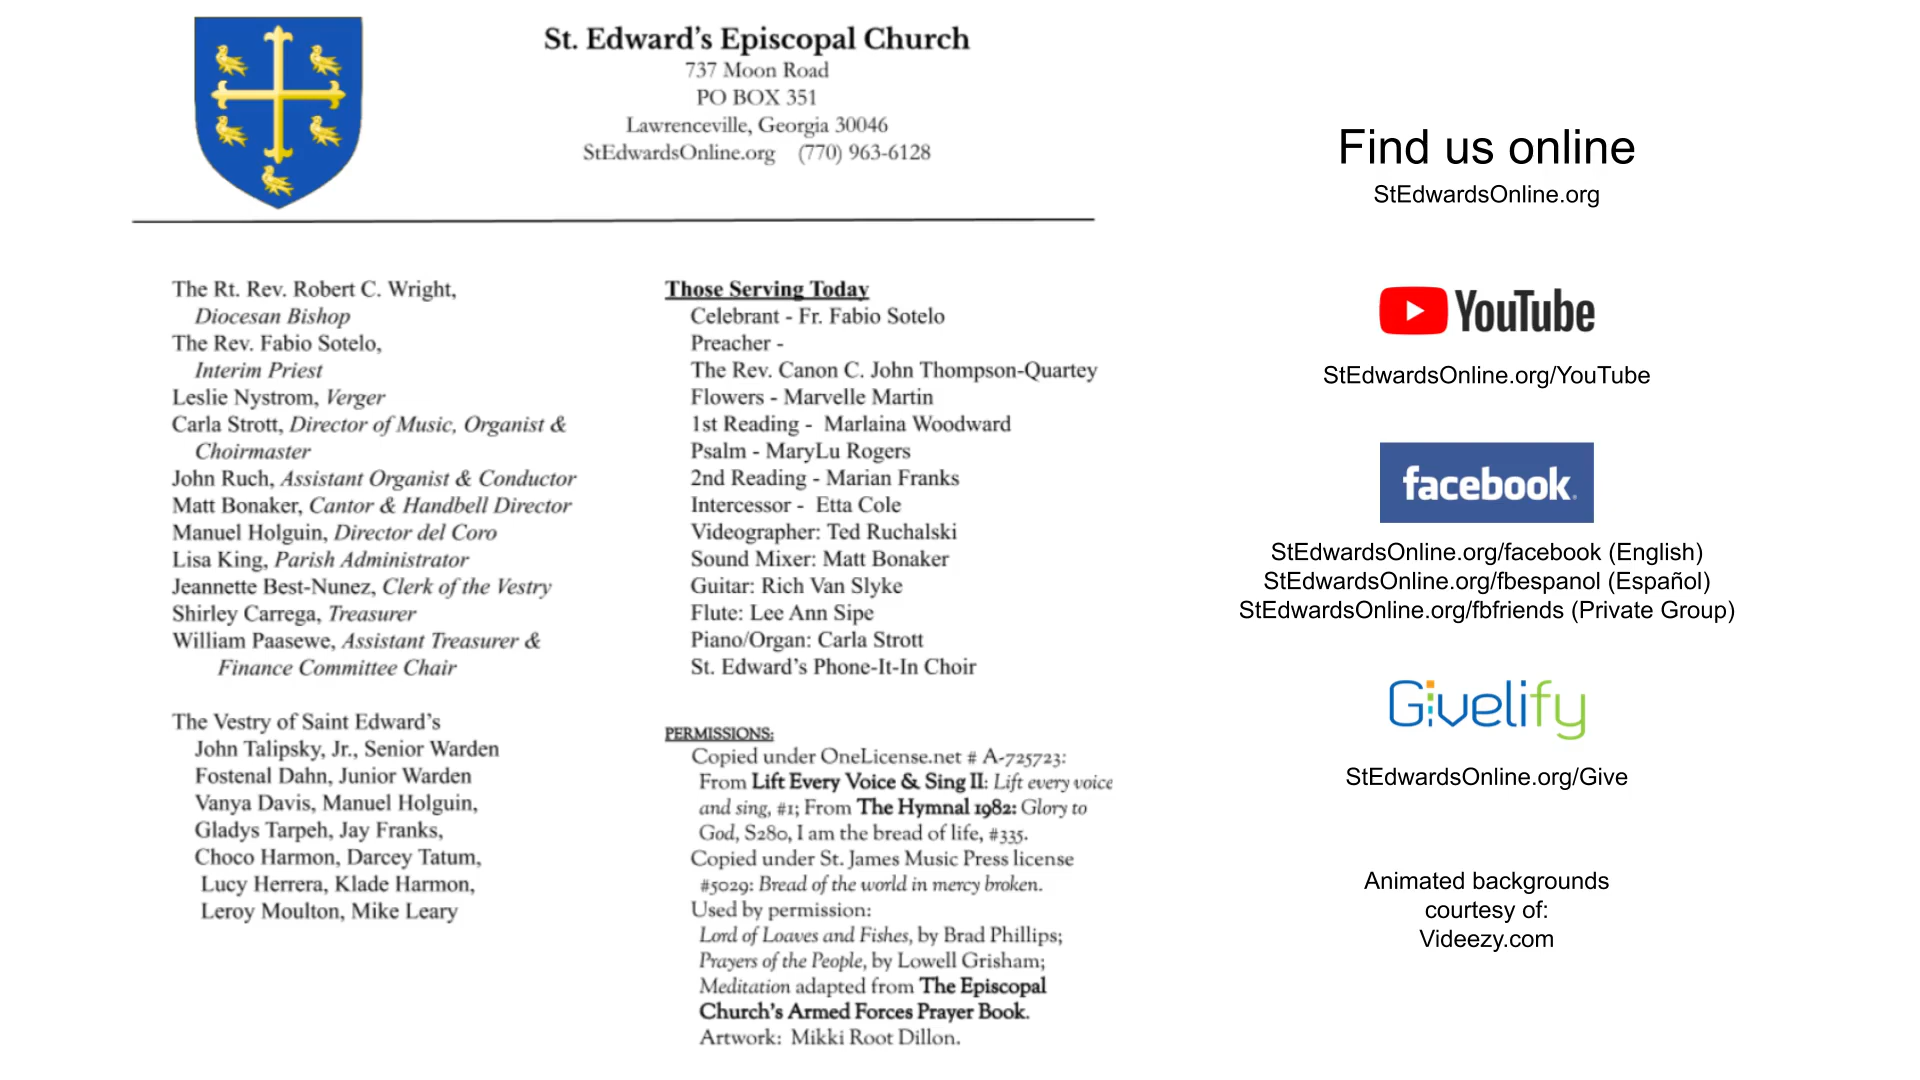 St. Edward's Episcopal Church
737 Moon Road
PO BOX 351
Lawrenceville, Georgia 30046
StEdwardsOnline.org (770) 963-6128
The Rt. Rev. Robert C. Wright,
Diocesan Bishop
The Rev. Fabio Sotelo,
Interim Priest
Leslie Nystrom, Verger
Carla Strott, Director of Music, Organist &
Choirmaster
John Ruch, Assistant Organist & Conductor
Matt Bonaker, Cantor & Handbell Director
Manuel Holguin, Director del Coro
Lisa King, Parish Administrator
Jeannette Best-Nunez, Clerk of the Vestry
Shirley Carrega, Treasurer
William Paasewe, Assistant Treasurer &
Finance Committee Chair
The Vestry of Saint Edward's
John Talipsky, Jr., Senior Warden
Fostenal Dahn, Junior Warden
Vanya Davis, Manuel Holguin,
Gladys Tarpeh, Jay Franks,
Choco Harmon, Darcey Tatum,
Lucy Herrera, Klade Harmon,
Leroy Moulton, Mike Leary
Those Serving Today
Celebrant - Fr. Fabio Sotelo
Preacher -
The Rev. Canon C. John Thompson-Quartey
Flowers - Marvelle Martin
1st Reading - Marlaina Woodward
Psalm - MaryLu Rogers
2nd Reading - Marian Franks
Intercessor - Etta Cole
Videographer: Ted Ruchalski
Sound Mixer: Matt Bonaker
Guitar: Rich Van Slyke
Flute: Lee Ann Sipe
Piano/Organ: Carla Strott
St. Edward's Phone-It-In Choir
PERMISSIONS:
Copied under OneLicense.net # A-725723:
From Lift Every Voice & Sing II: Lift every voice
and sing, #1; From The Hymnal 1982: Glory to
God, S280, I am the bread of life, #335.
Copied under St. James Music Press license
#5029: Bread of the world in mercy broken.
Used by permission:
Lord of Loaves and Fishes, by Brad Phillips;
Prayers of the People, by Lowell Grisham;
Meditation adapted from The Episcopal
Church's Armed Forces Prayer Book.
Artwork: Mikki Root Dillon.
Find us online
StEdwardsOnline.org
YouTube
StEdwardsOnline.org/YouTube
facebook
StEdwardsOnline.org/facebook (English)
StEdwardsOnline.org/fbespanol (Español)
StEdwardsOnline.org/fbfriends (Private Group)
Givelify
StEdwardsOnline.org/Give
Animated backgrounds
courtesy of:
Videezy.com